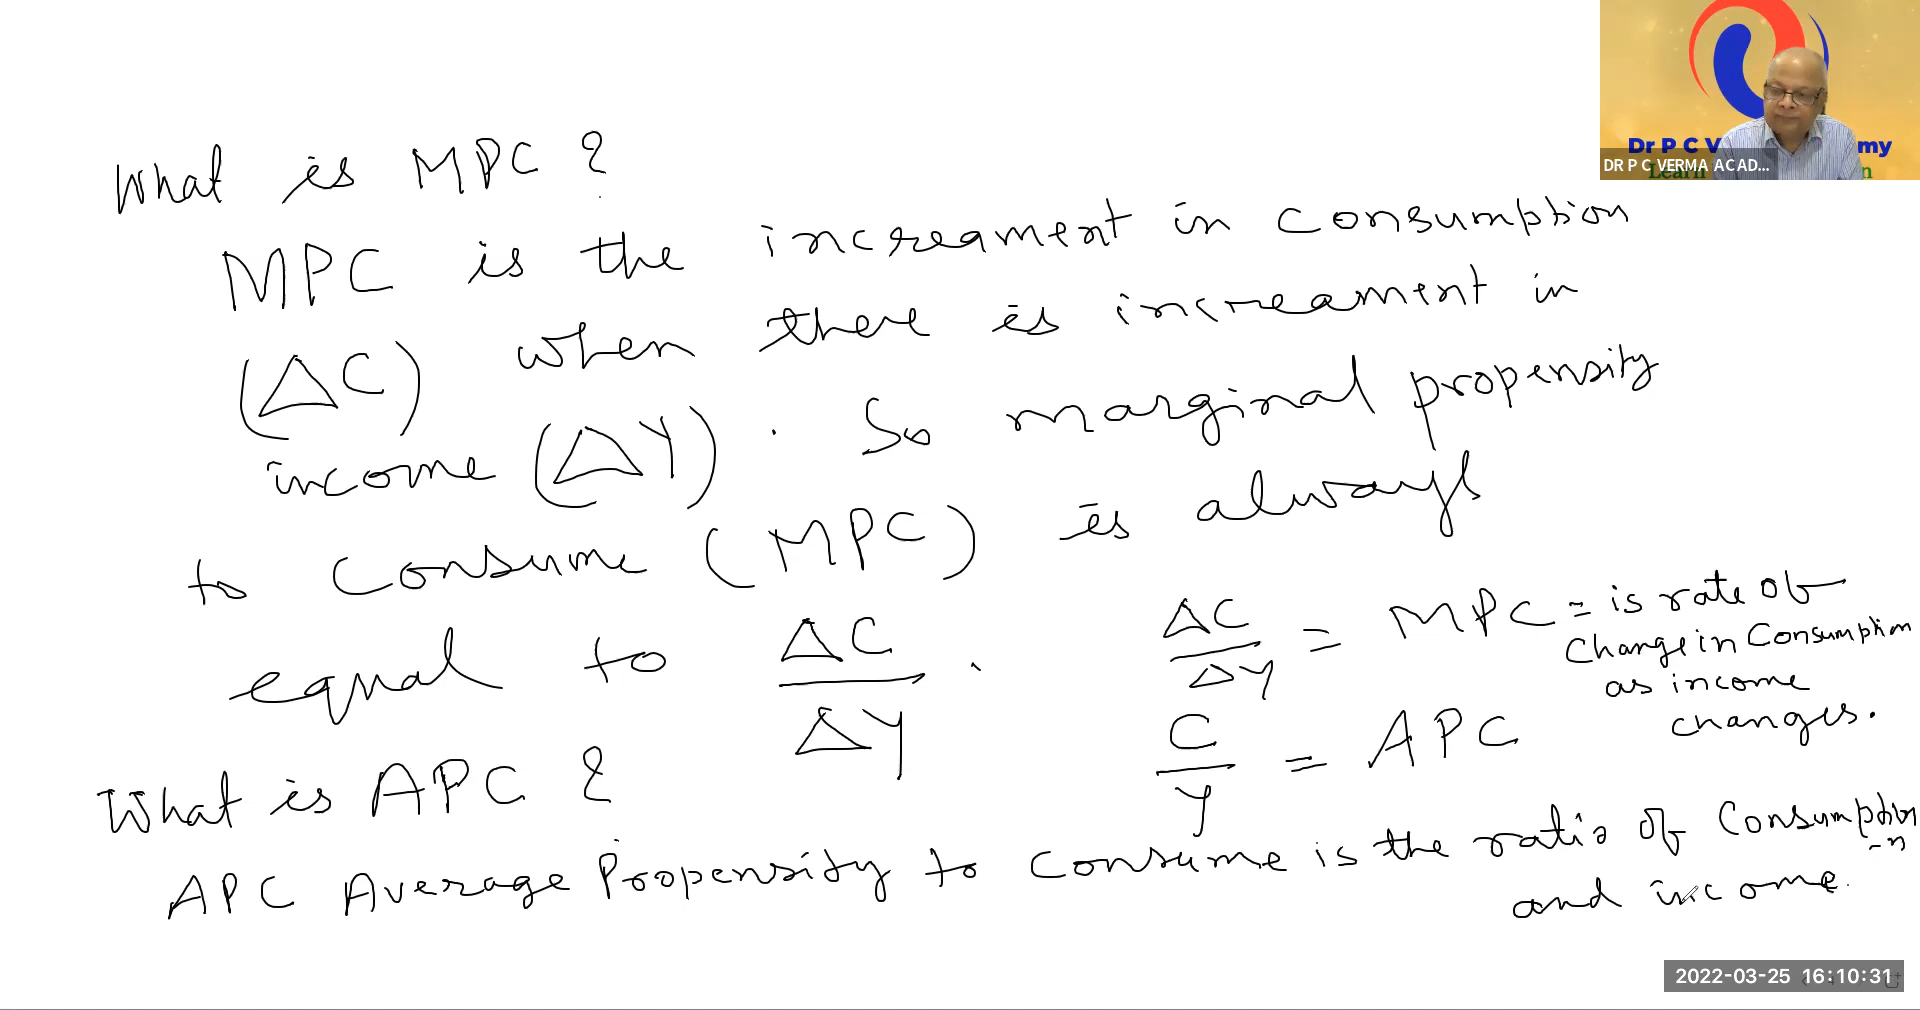 Dr P C V my
DR P C VERMA ACAD...
Learn n
What is MPC ?
MPC is the increament in consumption
(ΔC) when there is increament in
income (ΔY). So marginal propensity
to consume (MPC) is always
equal to ΔC/ΔY.
ΔC/ΔY = MPC = is rate of
change in Consumption
as income
changes.
C/Y = APC
What is APC ?
APC Average Propensity to consume is the ratio of Consumption
-n
and income.
2022-03-25 16:10:31